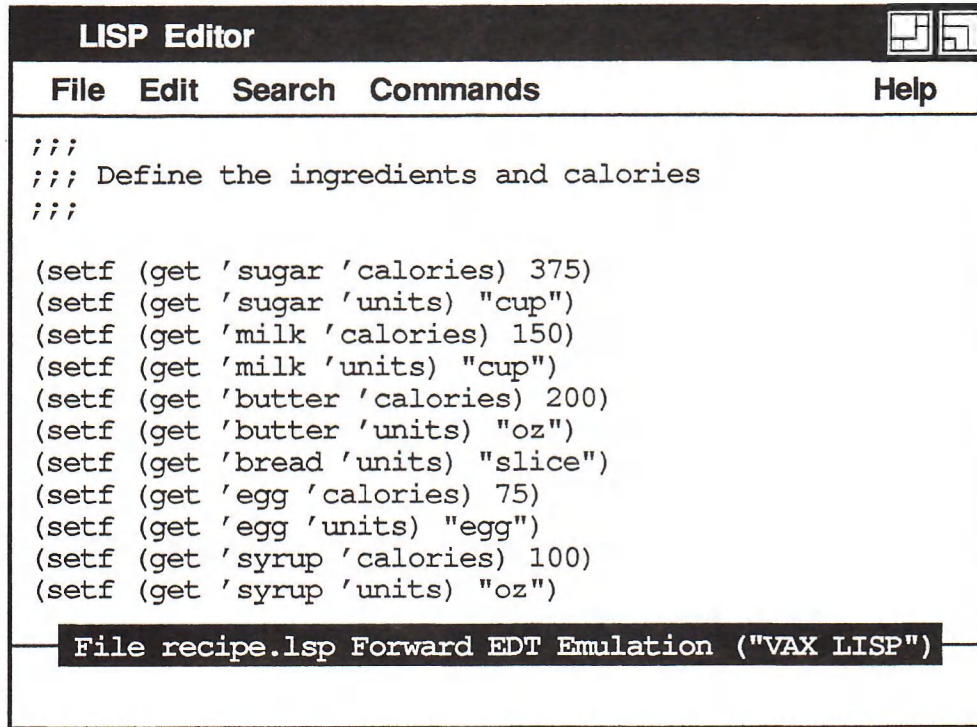 LISP Editor
File Edit Search Commands Help
;;;
;;; Define the ingredients and calories
;;;
(setf (get 'sugar 'calories) 375)
(setf (get 'sugar 'units) "cup")
(setf (get 'milk 'calories) 150)
(setf (get 'milk 'units) "cup")
(setf (get 'butter 'calories) 200)
(setf (get 'butter 'units) "oz")
(setf (get 'bread 'units) "slice")
(setf (get 'egg 'calories) 75)
(setf (get 'egg 'units) "egg")
(setf (get 'syrup 'calories) 100)
(setf (get 'syrup 'units) "oz")
File recipe.lsp Forward EDT Emulation ("VAX LISP")